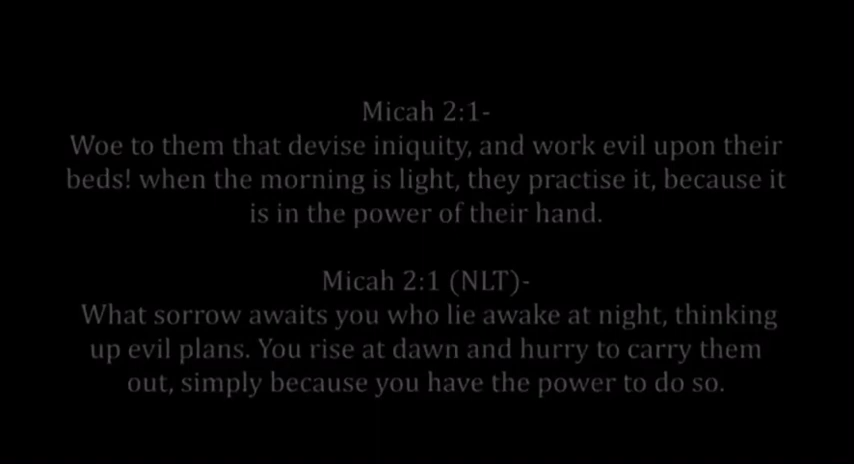 Micah 2:1-
Woe to them that devise iniquity, and work evil upon their
beds! when the morning is light, they practise it, because it
is in the power of their hand.
Micah 2:1 (NLT)-
What sorrow awaits you who lie awake at night, thinking
up evil plans. You rise at dawn and hurry to carry them
out, simply because you have the power to do so.